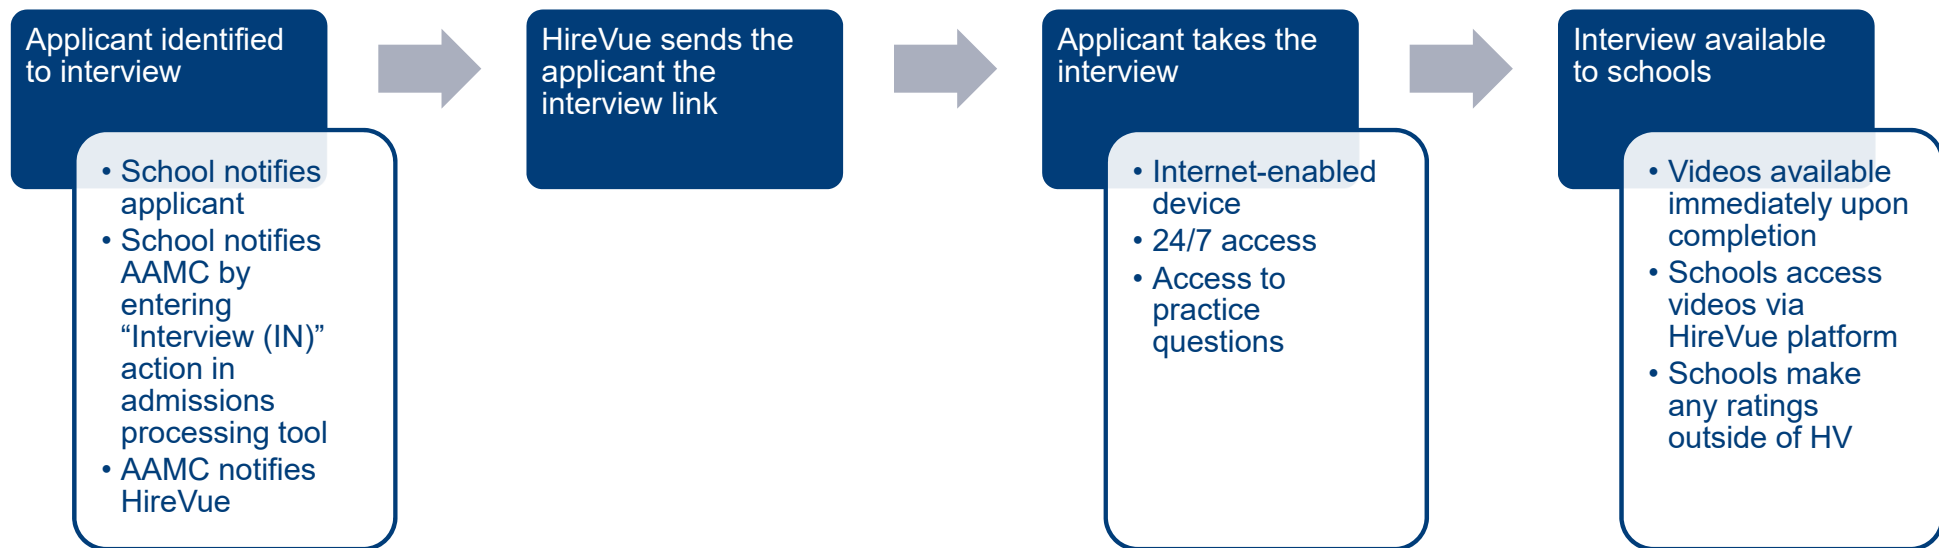 Applicant identified
to interview
• School notifies
applicant
• School notifies
AAMC by
entering
“Interview (IN)”
action in
admissions
processing tool
• AAMC notifies
HireVue
HireVue sends the
applicant the
interview link
Applicant takes the
interview
• Internet-enabled
device
• 24/7 access
• Access to
practice
questions
Interview available
to schools
• Videos available
immediately upon
completion
• Schools access
videos via
HireVue platform
• Schools make
any ratings
outside of HV